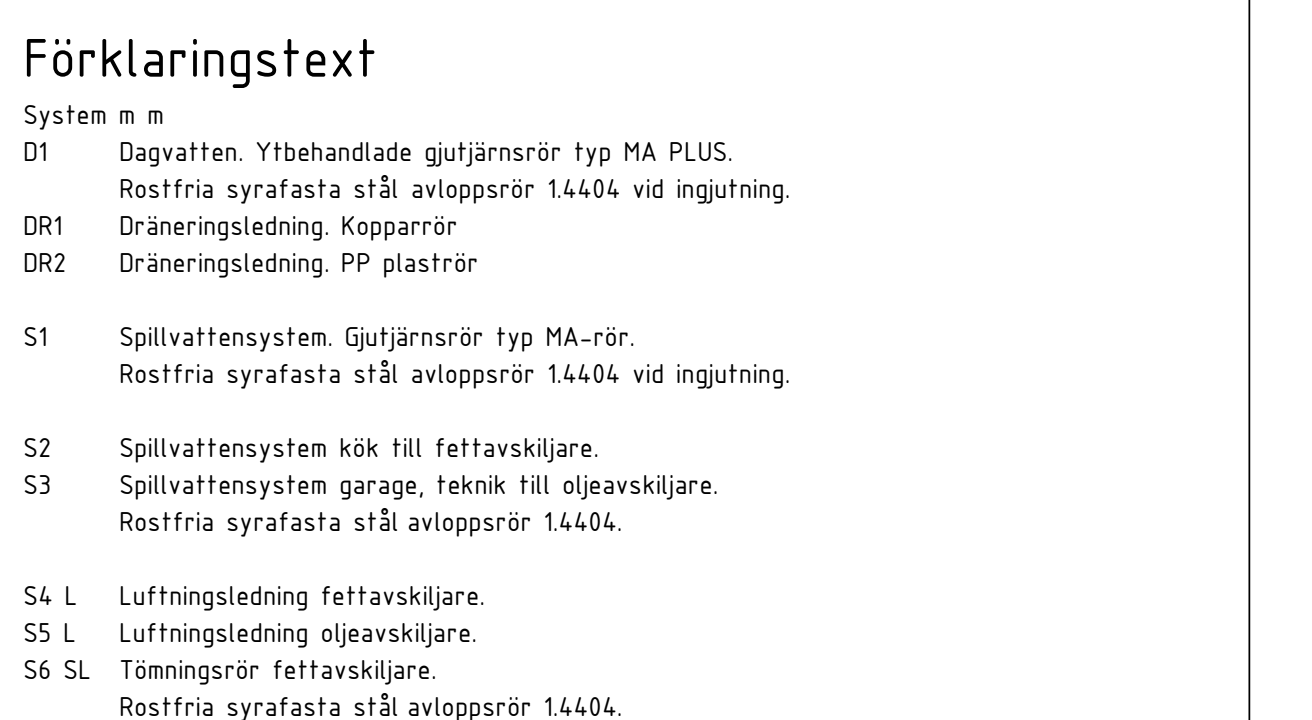 Förklaringstext
System m m
D1 Dagvatten. Ytbehandlade gjutjärnsrör typ MA PLUS.
Rostfria syrafasta stål avloppsrör 1.4404 vid ingjutning.
DR1 Dräneringsledning. Kopparrör
DR2 Dräneringsledning. PP plaströr
S1 Spillvattensystem. Gjutjärnsrör typ MA-rör.
Rostfria syrafasta stål avloppsrör 1.4404 vid ingjutning.
S2 Spillvattensystem kök till fettavskiljare.
S3 Spillvattensystem garage, teknik till oljeavskiljare.
Rostfria syrafasta stål avloppsrör 1.4404.
S4 L Luftningsledning fettavskiljare.
S5 L Luftningsledning oljeavskiljare.
S6 SL Tömningsrör fettavskiljare.
Rostfria syrafasta stål avloppsrör 1.4404.